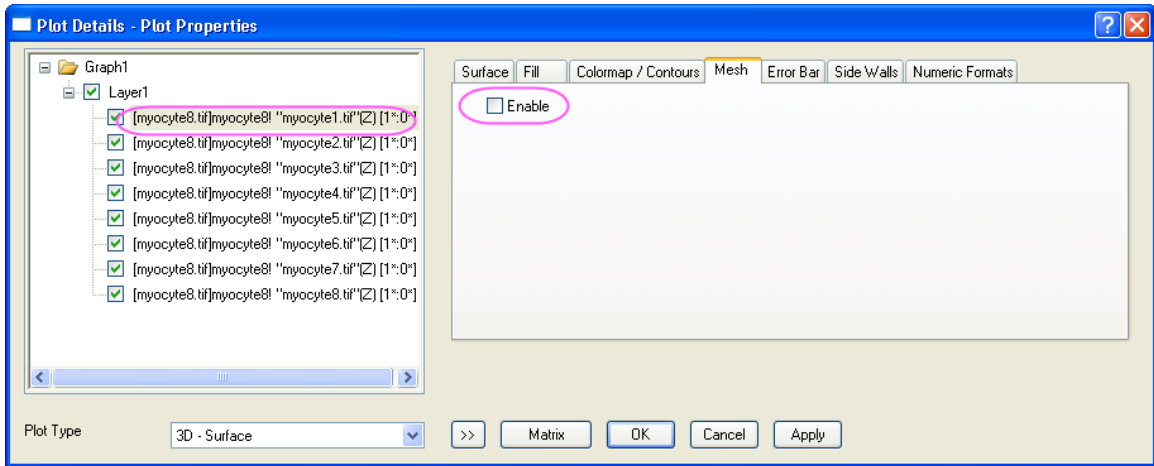 Plot Details - Plot Properties
Graph1
Layer1
[myocyte8.tif]myocyte8! "myocyte1.tif"(Z) [1*:0*]
[myocyte8.tif]myocyte8! "myocyte2.tif"(Z) [1*:0*]
[myocyte8.tif]myocyte8! "myocyte3.tif"(Z) [1*:0*]
[myocyte8.tif]myocyte8! "myocyte4.tif"(Z) [1*:0*]
[myocyte8.tif]myocyte8! "myocyte5.tif"(Z) [1*:0*]
[myocyte8.tif]myocyte8! "myocyte6.tif"(Z) [1*:0*]
[myocyte8.tif]myocyte8! "myocyte7.tif"(Z) [1*:0*]
[myocyte8.tif]myocyte8! "myocyte8.tif"(Z) [1*:0*]
Surface Fill Colormap / Contours Mesh Error Bar Side Walls Numeric Formats
Enable
Plot Type 3D - Surface >> Matrix OK Cancel Apply